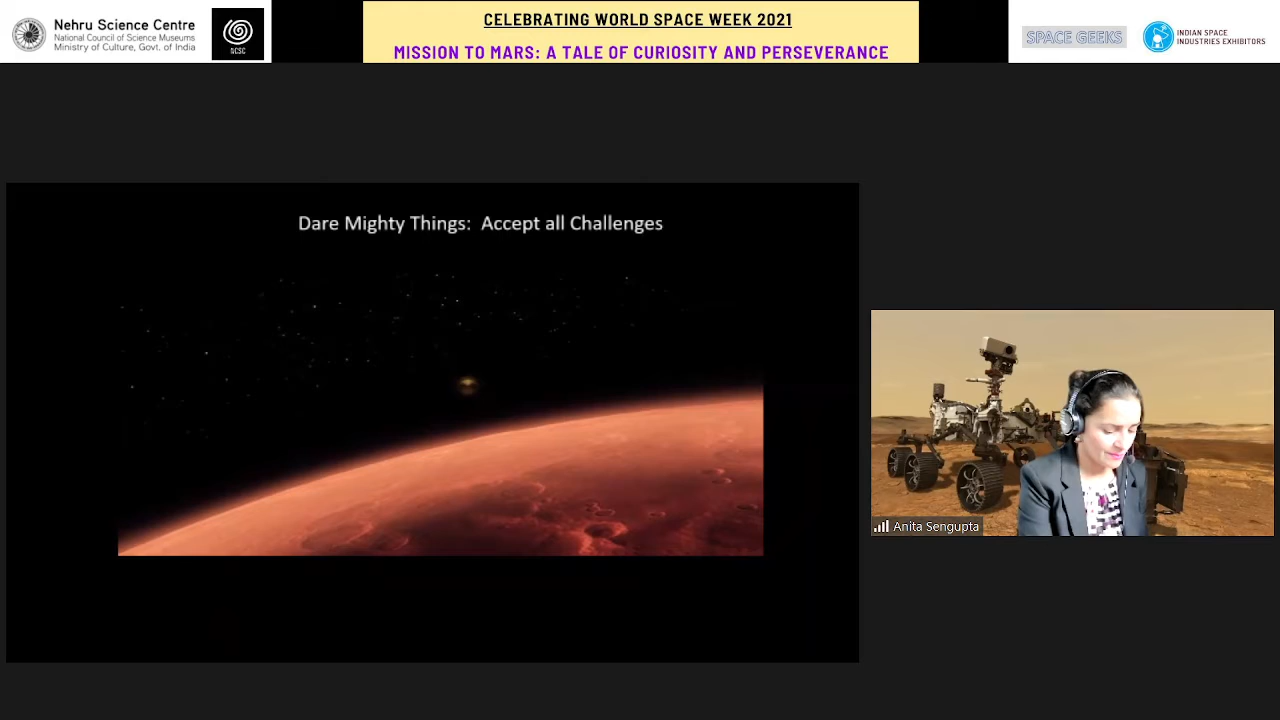 Nehru Science Centre
National Council of Science Museums
Ministry of Culture, Govt. of India
NCSC
CELEBRATING WORLD SPACE WEEK 2021
MISSION TO MARS: A TALE OF CURIOSITY AND PERSEVERANCE
SPACE GEEKS
INDIAN SPACE
INDUSTRIES EXHIBITORS
Dare Mighty Things: Accept all Challenges
Anita Sengupta